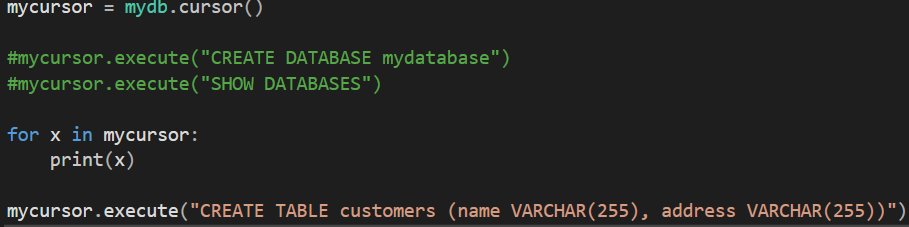 mycursor = mydb.cursor()
#mycursor.execute("CREATE DATABASE mydatabase")
#mycursor.execute("SHOW DATABASES")
for x in mycursor:
    print(x)
mycursor.execute("CREATE TABLE customers (name VARCHAR(255), address VARCHAR(255))")